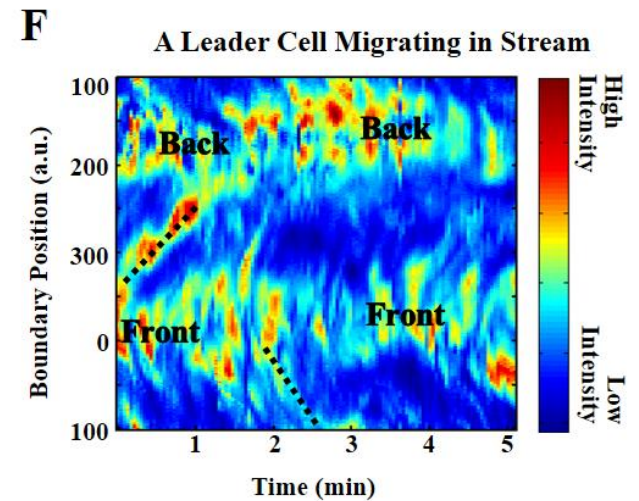 F
A Leader Cell Migrating in Stream
100
200
300
0
100
Boundary Position (a.u.)
Back
Back
Front
Front
1
2
3
4
5
Time (min)
High
Intensity
Low
Intensity